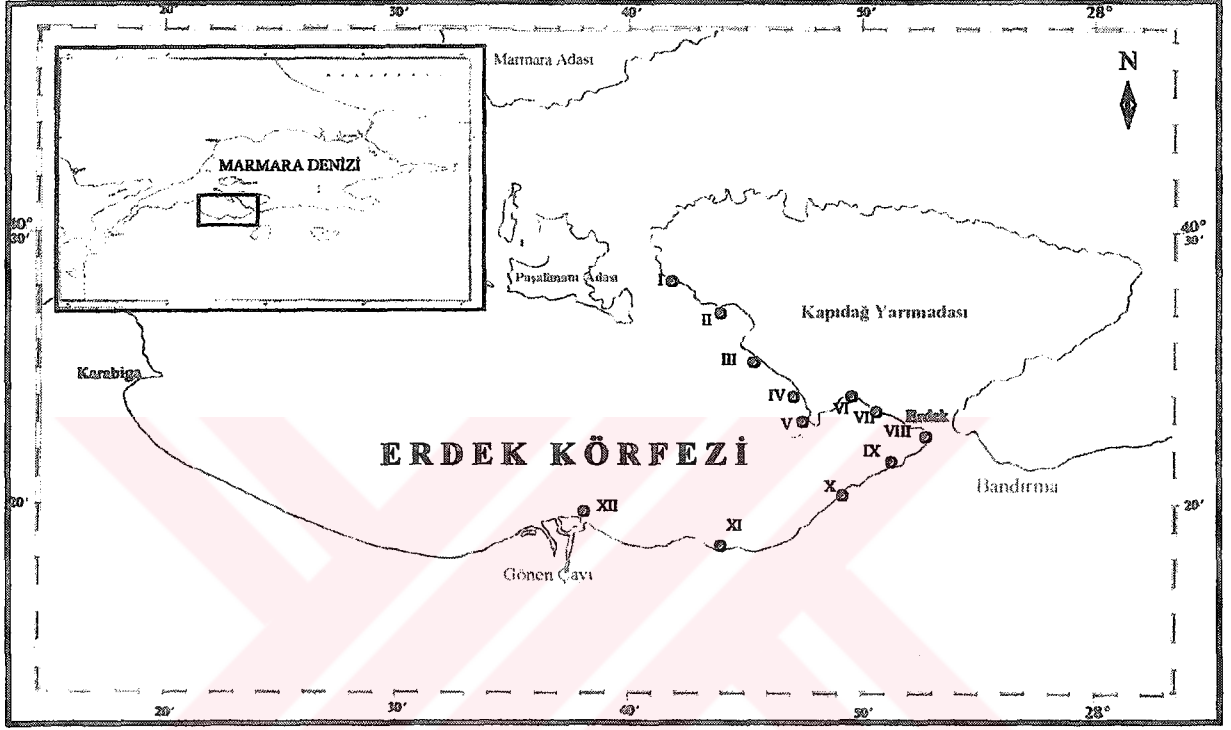 20' 30' 40' 50' 28°
Marmara Adası
N
MARMARA DENİZİ
40°
30'
40°
30'
Paşalimanı Adası
I
Kapıdağ Yarımadası
II
III
Karabiga
IV
VI
VII
Erdek
V
VIII
ERDEK KÖRFEZİ
IX
Bandırma
X
20'
XII
20'
XI
Gönen Çayı
20' 30' 40' 50' 28°